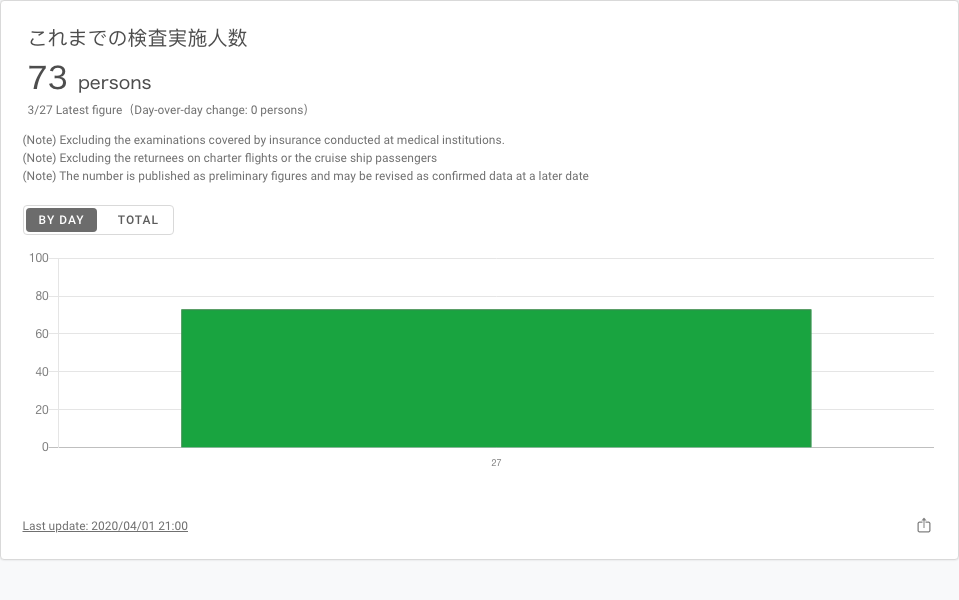 これまでの検査実施人数
73 persons
3/27 Latest figure（Day-over-day change: 0 persons）
(Note) Excluding the examinations covered by insurance conducted at medical institutions.
(Note) Excluding the returnees on charter flights or the cruise ship passengers
(Note) The number is published as preliminary figures and may be revised as confirmed data at a later date
BY DAY TOTAL
100
80
60
40
20
0
27
Last update: 2020/04/01 21:00